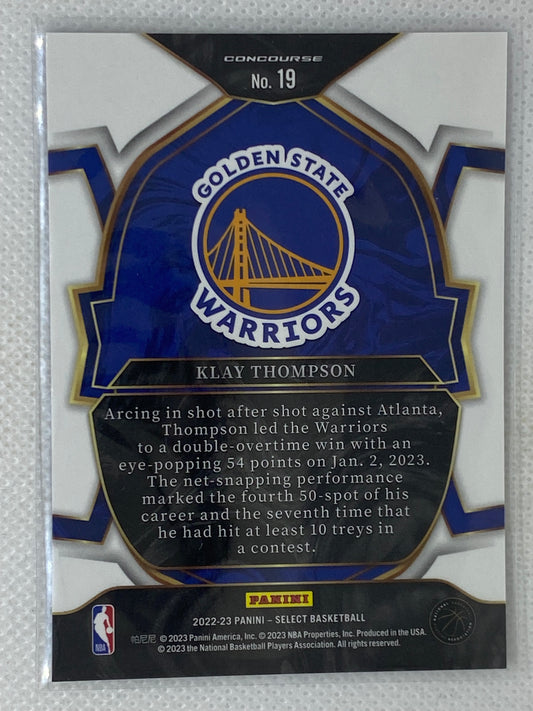 CONCOURSE
No. 19
GOLDEN STATE
WARRIORS
KLAY THOMPSON
Arcing in shot after shot against Atlanta,
Thompson led the Warriors
to a double-overtime win with an
eye-popping 54 points on Jan. 2, 2023.
The net-snapping performance
marked the fourth 50-spot of his
career and the seventh time that
he had hit at least 10 treys in
a contest.
PANINI
2022-23 PANINI – SELECT BASKETBALL
帕尼尼 © 2023 Panini America, Inc. © 2023 NBA Properties, Inc. Produced in the USA.
© 2023 the National Basketball Players Association. All rights reserved.
NBA